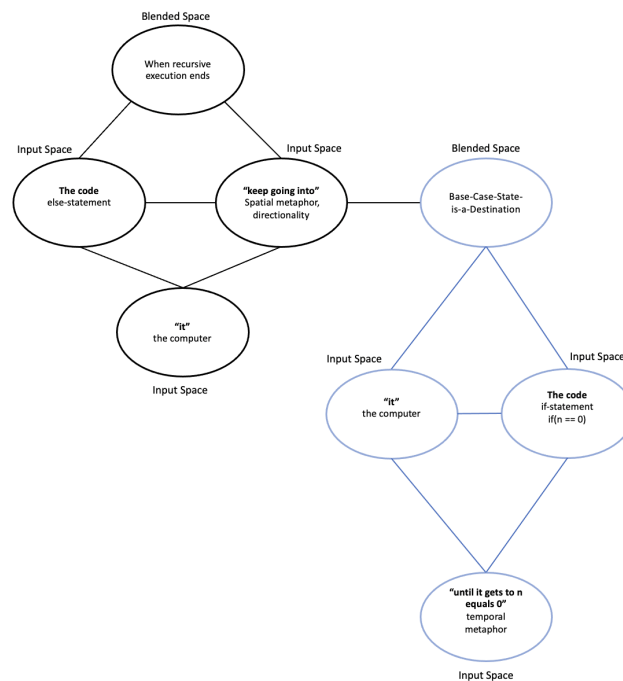 Blended Space
When recursive
execution ends
Input Space
Input Space
The code
else-statement
“keep going into”
Spatial metaphor,
directionality
“it”
the computer
Input Space
Blended Space
Base-Case-State-
is-a-Destination
Input Space
Input Space
“it”
the computer
The code
if-statement
if(n == 0)
“until it gets to n
equals 0”
temporal
metaphor
Input Space